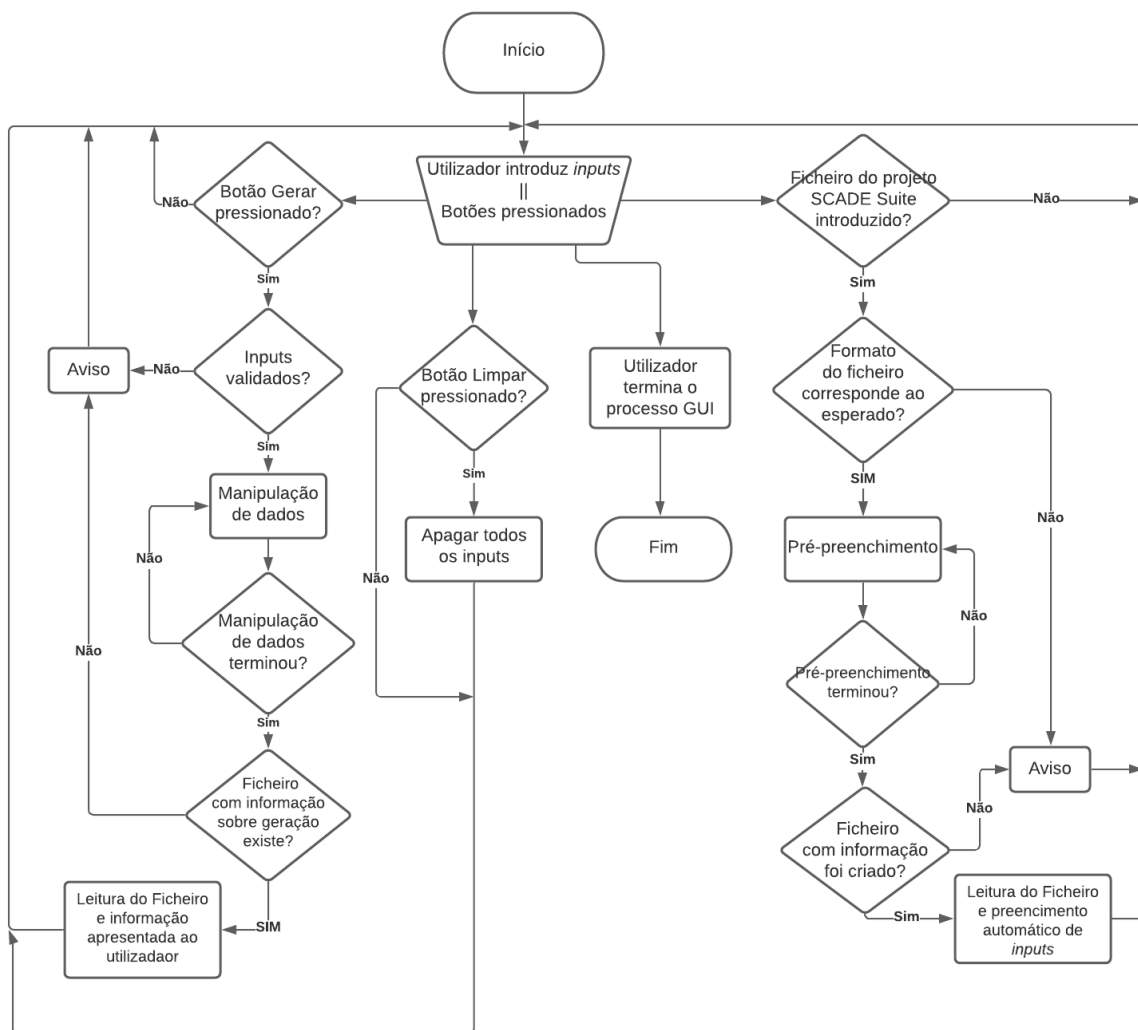 Início
Utilizador introduz inputs
||
Botões pressionados
Botão Gerar
pressionado?
Não
Sim
Inputs
validados?
Não
Aviso
Sim
Manipulação
de dados
Não
Manipulação
de dados
terminou?
Não
Sim
Ficheiro
com informação
sobre geração
existe?
SIM
Leitura do Ficheiro
e informação
apresentada ao
utilizadaor
Botão Limpar
pressionado?
Sim
Não
Apagar todos
os inputs
Utilizador
termina o
processo GUI
Fim
Ficheiro do projeto
SCADE Suite
introduzido?
Não
Sim
Formato
do ficheiro
corresponde ao
esperado?
Não
SIM
Pré-preenchimento
Não
Pré-preenchimento
terminou?
Sim
Aviso
Não
Ficheiro
com informação
foi criado?
Sim
Leitura do Ficheiro
e preencimento
automático de
inputs